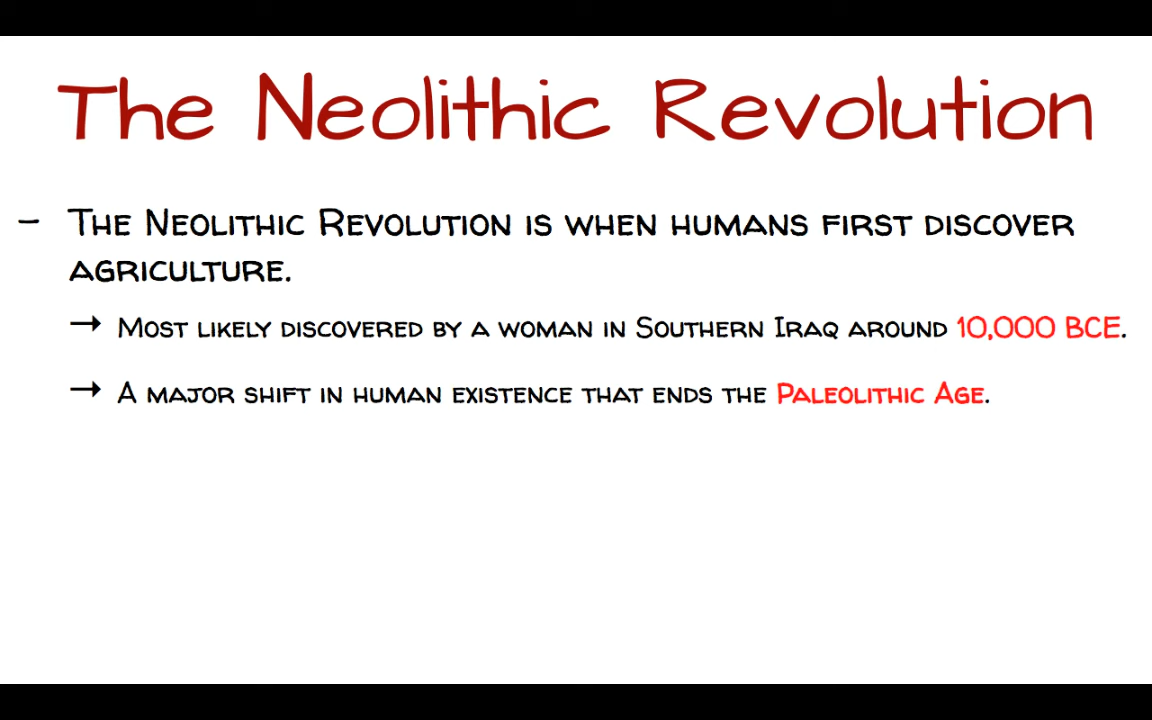 The Neolithic Revolution
- The Neolithic Revolution is when humans first discover
agriculture.
→ Most likely discovered by a woman in Southern Iraq around 10,000 BCE.
→ A major shift in human existence that ends the Paleolithic Age.